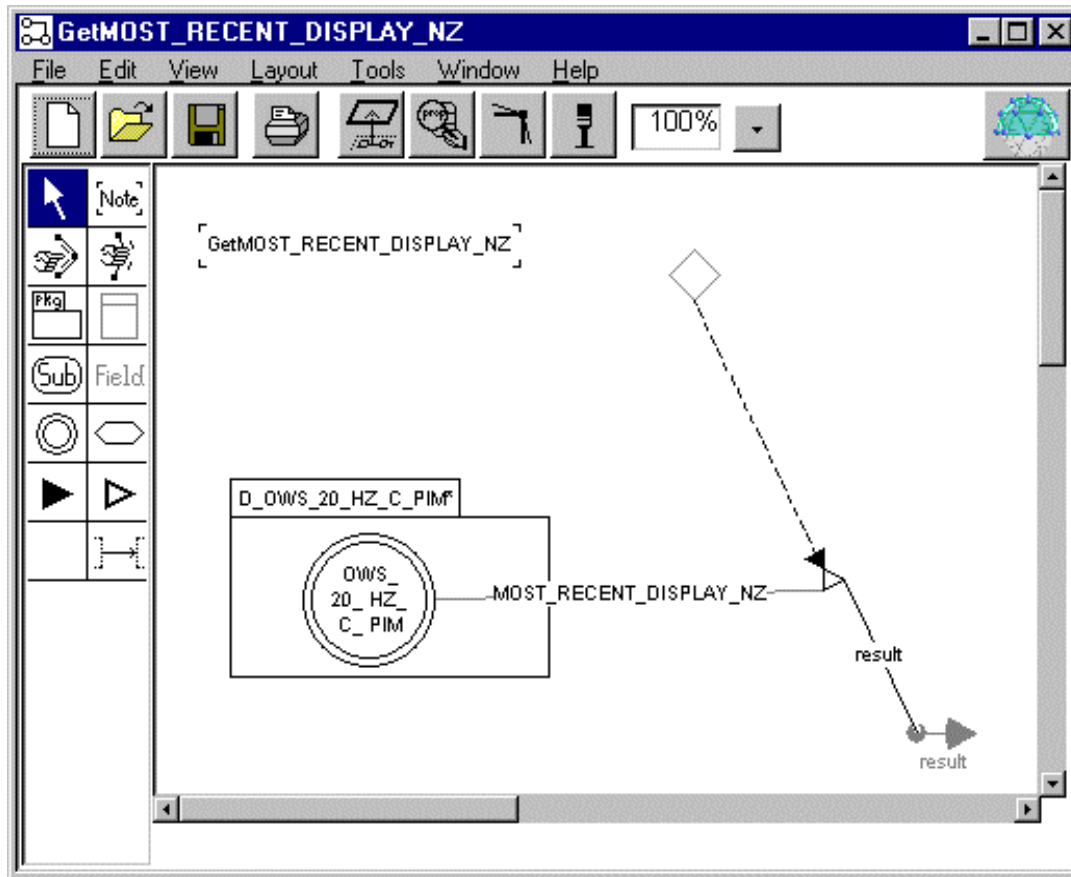 GetMOST_RECENT_DISPLAY_NZ
File Edit View Layout Tools Window Help
prop
100%
[Note]
GetMOST_RECENT_DISPLAY_NZ
Pkg
Sub Field
D_OWS_20_HZ_C_PIM*
OWS_
20_ HZ_
C_ PIM
MOST_RECENT_DISPLAY_NZ
result
result